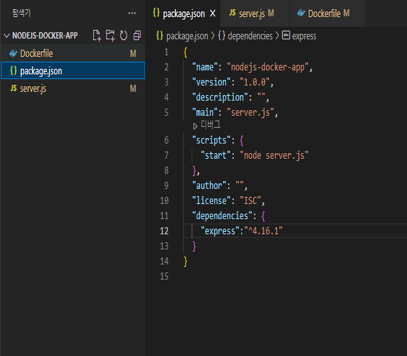 탐색기
NODEJS-DOCKER-APP
Dockerfile M
package.json M
server.js M
package.json server.js M Dockerfile M
package.json > dependencies > express
1 {
2 "name": "nodejs-docker-app",
3 "version": "1.0.0",
4 "description": "",
5 "main": "server.js",
디버그
6 "scripts": {
7 "start": "node server.js"
8 },
9 "author": "",
10 "license": "ISC",
11 "dependencies": {
12 "express":"^4.16.1"
13 }
14 }
15